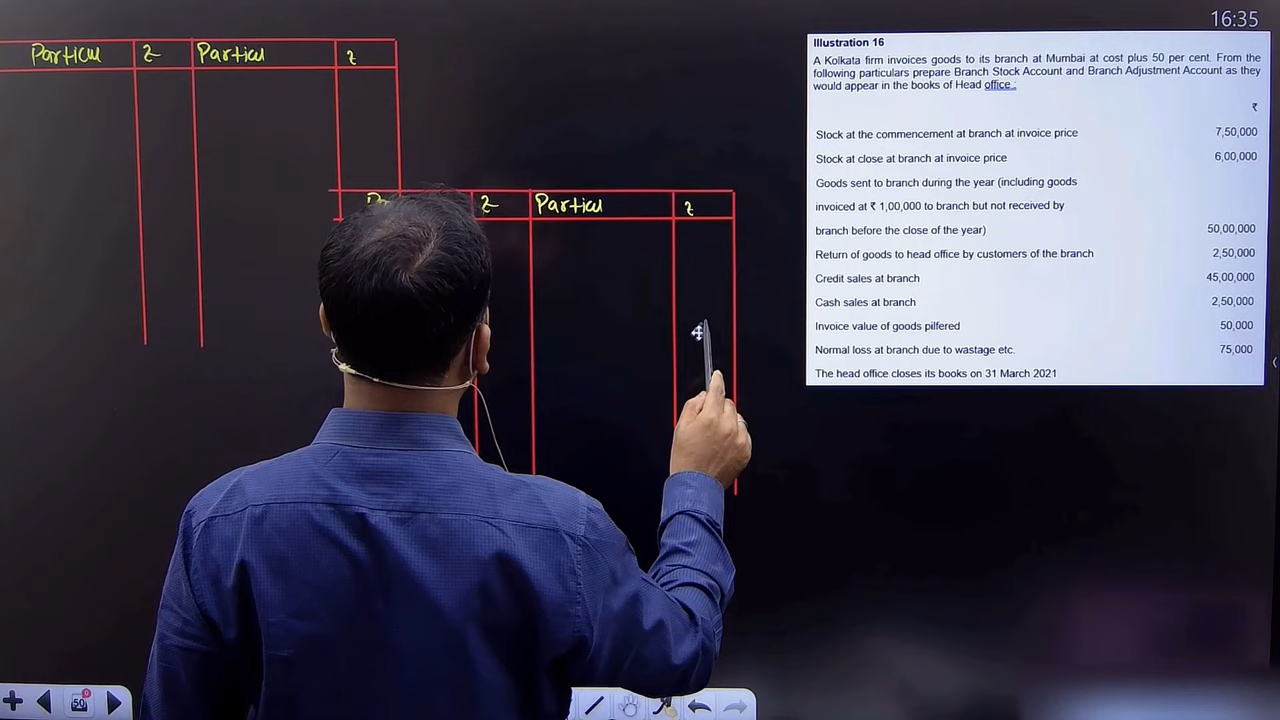 16:35
Particu ₹ Particu ₹
₹ Particu ₹
Illustration 16
A Kolkata firm invoices goods to its branch at Mumbai at cost plus 50 per cent. From the
following particulars prepare Branch Stock Account and Branch Adjustment Account as they
would appear in the books of Head office :
₹
Stock at the commencement at branch at invoice price 7,50,000
Stock at close at branch at invoice price 6,00,000
Goods sent to branch during the year (including goods
invoiced at ₹ 1,00,000 to branch but not received by
branch before the close of the year) 50,00,000
Return of goods to head office by customers of the branch 2,50,000
Credit sales at branch 45,00,000
Cash sales at branch 2,50,000
Invoice value of goods pilfered 50,000
Normal loss at branch due to wastage etc. 75,000
The head office closes its books on 31 March 2021
50
0